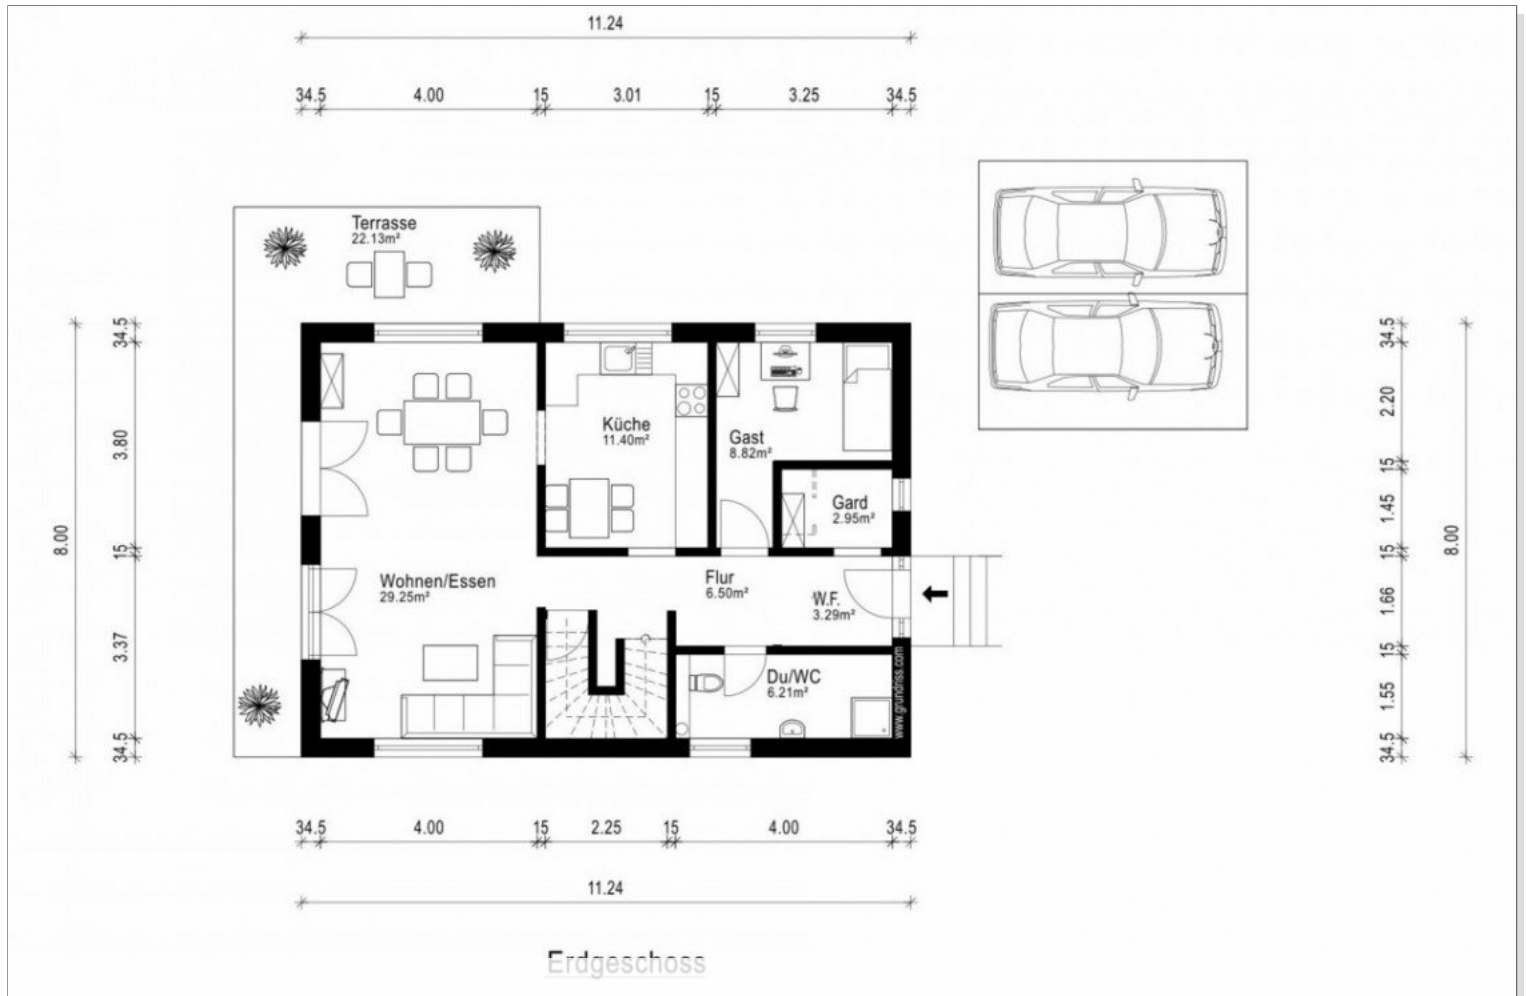 11.24
34.5 4.00 15 3.01 15 3.25 34.5
Terrasse
22.13m²
34.5
3.80
15
3.37
34.5
8.00
Küche
11.40m²
Gast
8.82m²
Gard
2.95m²
Wohnen/Essen
29.25m²
Flur
6.50m²
W.F.
3.29m²
Du/WC
6.21m²
www.grundriss.com
34.5
2.20
15
1.45
15
1.66
15
1.55
34.5
8.00
34.5 4.00 15 2.25 15 4.00 34.5
11.24
Erdgeschoss